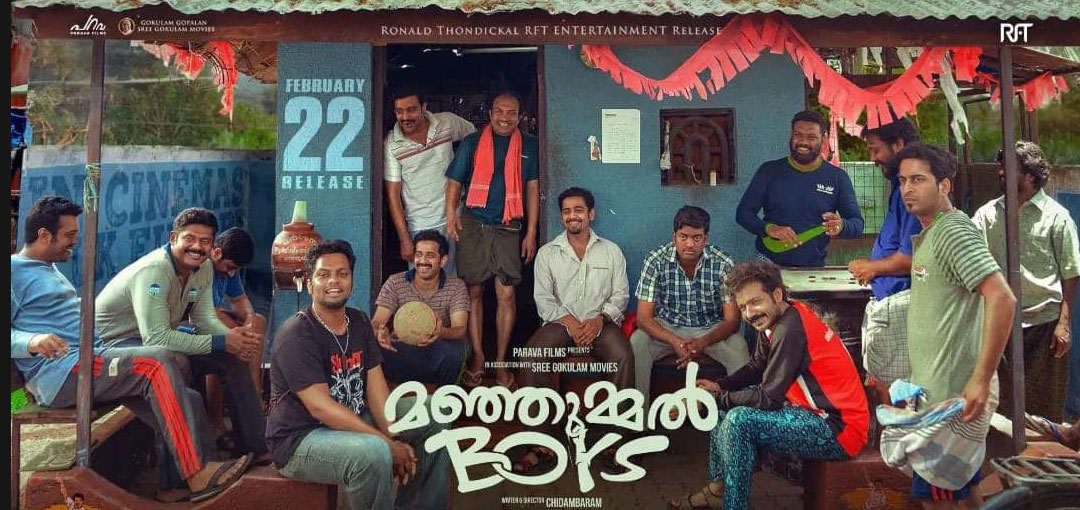 പറവ
PARAVA FILMS
GOKULAM GOPALAN
SREE GOKULAM MOVIES
RONALD THONDICKAL RFT ENTERTAINMENT RELEASE
RFT
FEBRUARY
22
RELEASE
CINEMAS
PARAVA FILMS PRESENTS
IN ASSOCIATION WITH SREE GOKULAM MOVIES
മഞ്ഞുമ്മൽ
BOYS
WRITER & DIRECTOR CHIDAMBARAM